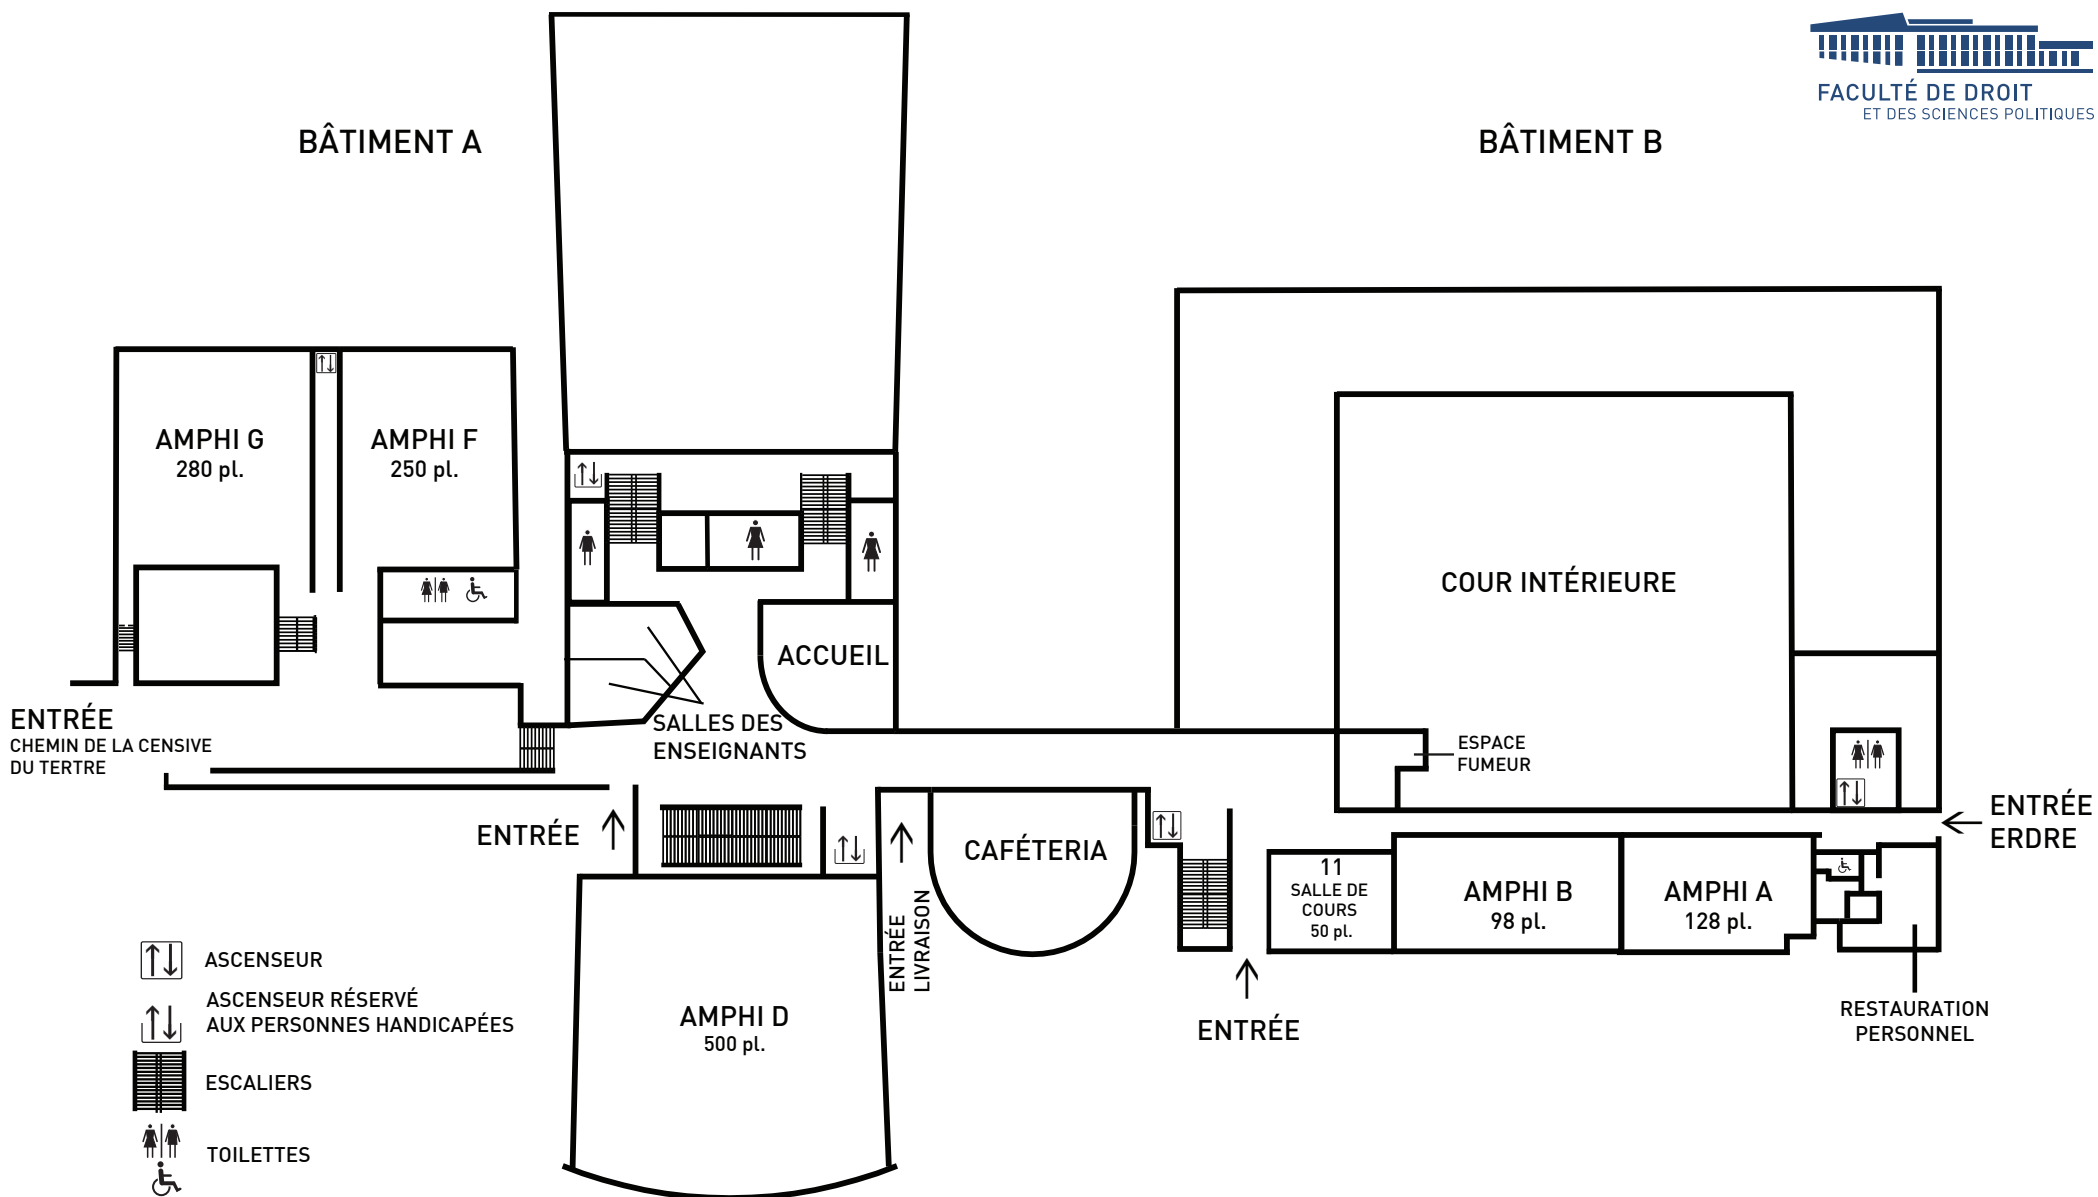 FACULTÉ DE DROIT
ET DES SCIENCES POLITIQUES
BÂTIMENT A
BÂTIMENT B
AMPHI G
280 pl.
AMPHI F
250 pl.
COUR INTÉRIEURE
ACCUEIL
ENTRÉE
CHEMIN DE LA CENSIVE
DU TERTRE
SALLES DES
ENSEIGNANTS
ESPACE
FUMEUR
ENTRÉE
ENTRÉE
LIVRAISON
CAFÉTERIA
ENTRÉE
ERDRE
11
SALLE DE
COURS
50 pl.
AMPHI B
98 pl.
AMPHI A
128 pl.
AMPHI D
500 pl.
ENTRÉE
RESTAURATION
PERSONNEL
ASCENSEUR
ASCENSEUR RÉSERVÉ
AUX PERSONNES HANDICAPÉES
ESCALIERS
TOILETTES